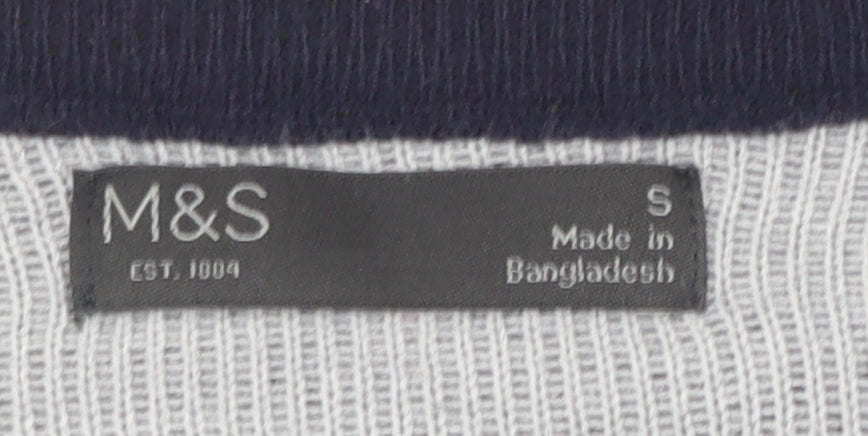 M&S
EST. 1884
S
Made in
Bangladesh